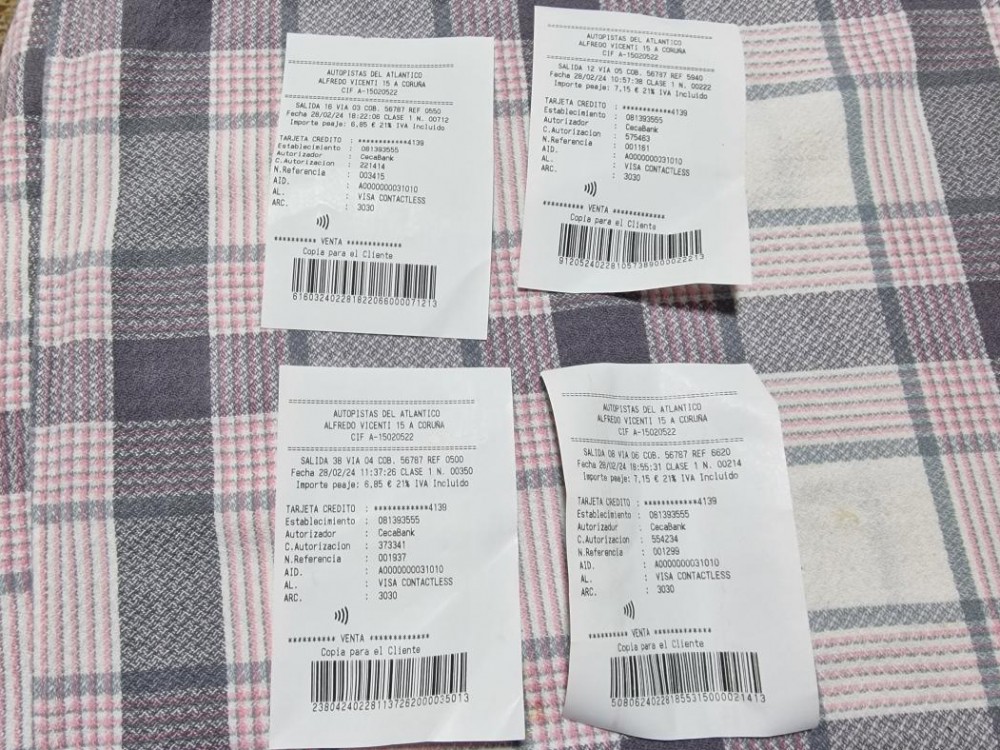 AUTOPISTAS DEL ATLANTICO
ALFREDO VICENTI 15 A CORUÑA
CIF A-15020522
SALIDA 16 VIA 03 COB. 56787 REF 0550
Fecha 28/02/24 18:22:06 CLASE 1 N. 00712
Importe peaje: 6,85 € 21% IVA Incluido
TARJETA CREDITO : ************4139
Establecimiento : 081393555
Autorizador : CecaBank
C.Autorizacion : 221414
N.Referencia : 003415
AID. : A0000000031010
AL. : VISA CONTACTLESS
ARC. : 3030
********** VENTA *************
Copia para el Cliente
616032402281822066000071213
AUTOPISTAS DEL ATLANTICO
ALFREDO VICENTI 15 A CORUÑA
CIF A-15020522
SALIDA 12 VIA 05 COB. 56787 REF 5940
Fecha 28/02/24 10:57:38 CLASE 1 N. 00222
Importe peaje: 7,15 € 21% IVA Incluido
TARJETA CREDITO : ************4139
Establecimiento : 081393555
Autorizador : CecaBank
C.Autorizacion : 575463
N.Referencia : 001161
AID. : A0000000031010
AL. : VISA CONTACTLESS
ARC. : 3030
********** VENTA *************
Copia para el Cliente
AUTOPISTAS DEL ATLANTICO
ALFREDO VICENTI 15 A CORUÑA
CIF A-15020522
SALIDA 38 VIA 04 COB. 56787 REF 0500
Fecha 28/02/24 11:37:26 CLASE 1 N. 00350
Importe peaje: 6,85 € 21% IVA Incluido
TARJETA CREDITO : ************4139
Establecimiento : 081393555
Autorizador : CecaBank
C.Autorizacion : 373341
N.Referencia : 001937
AID. : A0000000031010
AL. : VISA CONTACTLESS
ARC. : 3030
********** VENTA *************
Copia para el Cliente
AUTOPISTAS DEL ATLANTICO
ALFREDO VICENTI 15 A CORUÑA
CIF A-15020522
SALIDA 08 VIA 06 COB. 56787 REF 6620
Fecha 28/02/24 18:55:31 CLASE 1 N. 00214
Importe peaje: 7,15 € 21% IVA Incluido
TARJETA CREDITO : ************4139
Establecimiento : 081393555
Autorizador : CecaBank
C.Autorizacion : 554234
N.Referencia : 001299
AID. : A0000000031010
AL. : VISA CONTACTLESS
ARC. : 3030
********** VENTA *************
Copia para el Cliente
508062402281855315000021413